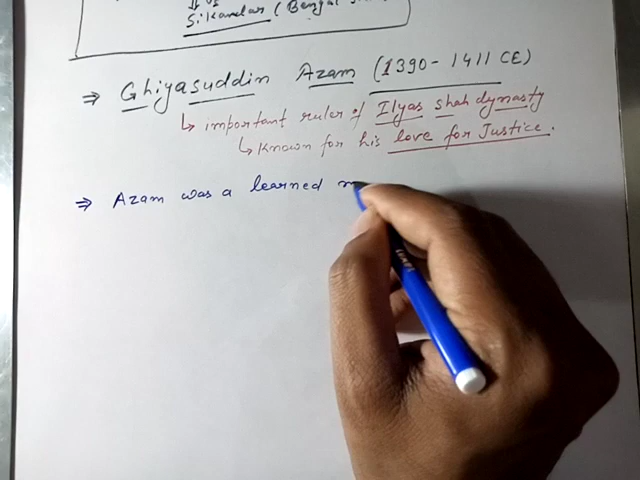 Sikandar (Bengal
⇒ Ghiyasuddin Azam (1390 - 1411 CE)
↳ important ruler of Ilyas shah dynasty
↳ Known for his love for Justice.
⇒ Azam was a learned